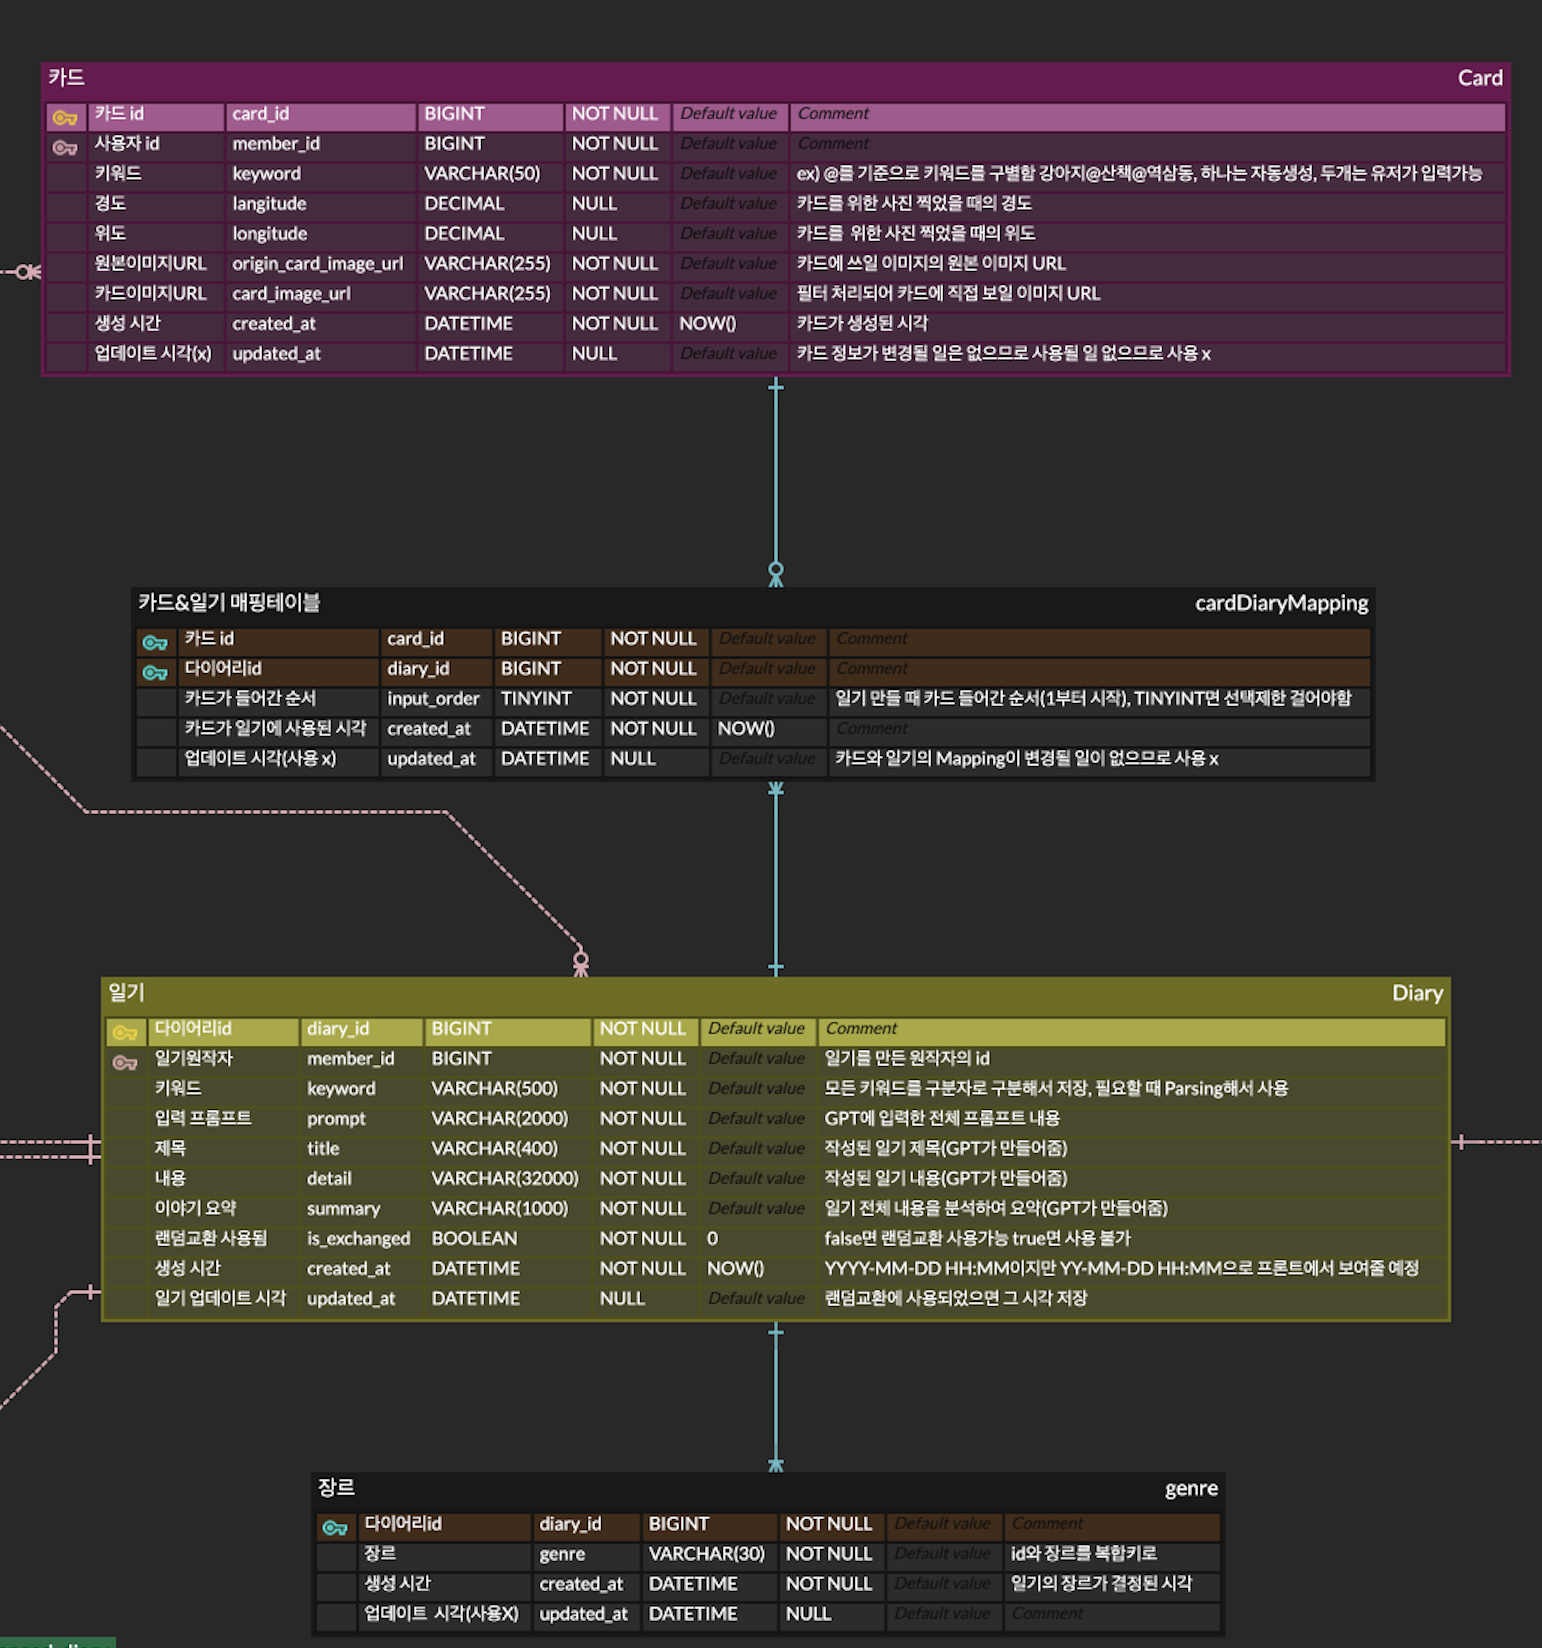 카드 Card
카드 id card_id BIGINT NOT NULL Default value Comment
사용자 id member_id BIGINT NOT NULL Default value Comment
키워드 keyword VARCHAR(50) NOT NULL Default value ex) @를 기준으로 키워드를 구별함 강아지@산책@역삼동, 하나는 자동생성, 두개는 유저가 입력가능
경도 langitude DECIMAL NULL Default value 카드를 위한 사진 찍었을 때의 경도
위도 longitude DECIMAL NULL Default value 카드를 위한 사진 찍었을 때의 위도
원본이미지URL origin_card_image_url VARCHAR(255) NOT NULL Default value 카드에 쓰일 이미지의 원본 이미지 URL
카드이미지URL card_image_url VARCHAR(255) NOT NULL Default value 필터 처리되어 카드에 직접 보일 이미지 URL
생성 시간 created_at DATETIME NOT NULL NOW() 카드가 생성된 시각
업데이트 시각(x) updated_at DATETIME NULL Default value 카드 정보가 변경될 일은 없으므로 사용될 일 없으므로 사용 x
카드&일기 매핑테이블 cardDiaryMapping
카드 id card_id BIGINT NOT NULL Default value Comment
다이어리id diary_id BIGINT NOT NULL Default value Comment
카드가 들어간 순서 input_order TINYINT NOT NULL Default value 일기 만들 때 카드 들어간 순서(1부터 시작), TINYINT면 선택제한 걸어야함
카드가 일기에 사용된 시각 created_at DATETIME NOT NULL NOW() Comment
업데이트 시각(사용 x) updated_at DATETIME NULL Default value 카드와 일기의 Mapping이 변경될 일이 없으므로 사용 x
일기 Diary
다이어리id diary_id BIGINT NOT NULL Default value Comment
일기원작자 member_id BIGINT NOT NULL Default value 일기를 만든 원작자의 id
키워드 keyword VARCHAR(500) NOT NULL Default value 모든 키워드를 구분자로 구분해서 저장, 필요할 때 Parsing해서 사용
입력 프롬프트 prompt VARCHAR(2000) NOT NULL Default value GPT에 입력한 전체 프롬프트 내용
제목 title VARCHAR(400) NOT NULL Default value 작성된 일기 제목(GPT가 만들어줌)
내용 detail VARCHAR(32000) NOT NULL Default value 작성된 일기 내용(GPT가 만들어줌)
이야기 요약 summary VARCHAR(1000) NOT NULL Default value 일기 전체 내용을 분석하여 요약(GPT가 만들어줌)
랜덤교환 사용됨 is_exchanged BOOLEAN NOT NULL 0 false면 랜덤교환 사용가능 true면 사용 불가
생성 시간 created_at DATETIME NOT NULL NOW() YYYY-MM-DD HH:MM이지만 YY-MM-DD HH:MM으로 프론트에서 보여줄 예정
일기 업데이트 시각 updated_at DATETIME NULL Default value 랜덤교환에 사용되었으면 그 시각 저장
장르 genre
다이어리id diary_id BIGINT NOT NULL Default value Comment
장르 genre VARCHAR(30) NOT NULL Default value id와 장르를 복합키로
생성 시간 created_at DATETIME NOT NULL Default value 일기의 장르가 결정된 시각
업데이트 시각(사용X) updated_at DATETIME NULL Default value Comment